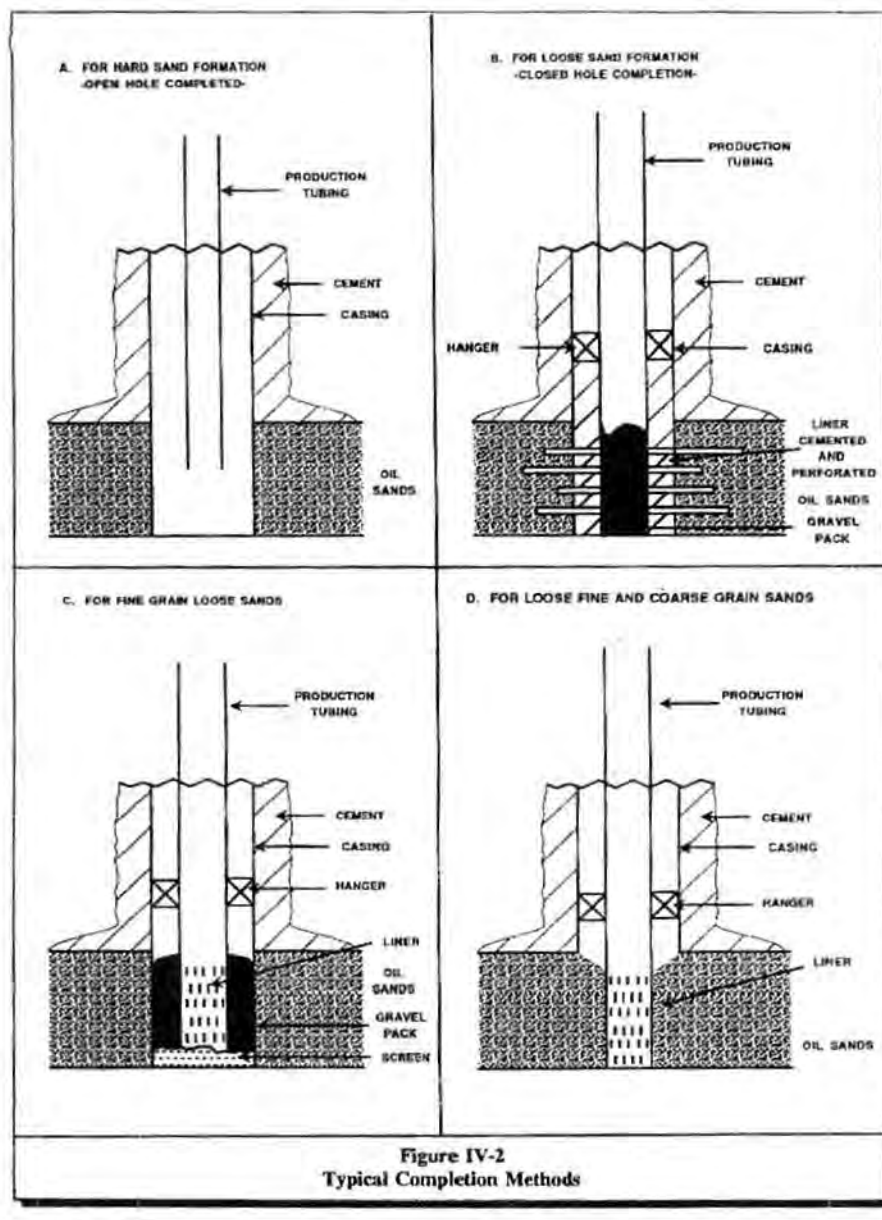 A. FOR HARD SAND FORMATION
-OPEN HOLE COMPLETED-
PRODUCTION
TUBING
CEMENT
CASING
OIL
SANDS
B. FOR LOOSE SAND FORMATION
-CLOSED HOLE COMPLETION-
PRODUCTION
TUBING
CEMENT
HANGER
CASING
LINER
CEMENTED
AND
PERFORATED
OIL SANDS
GRAVEL
PACK
C. FOR FINE GRAIN LOOSE SANDS
PRODUCTION
TUBING
CEMENT
CASING
HANGER
LINER
OIL
SANDS
GRAVEL
PACK
SCREEN
D. FOR LOOSE FINE AND COARSE GRAIN SANDS
PRODUCTION
TUBING
CEMENT
CASING
HANGER
LINER
OIL SANDS
Figure IV-2
Typical Completion Methods